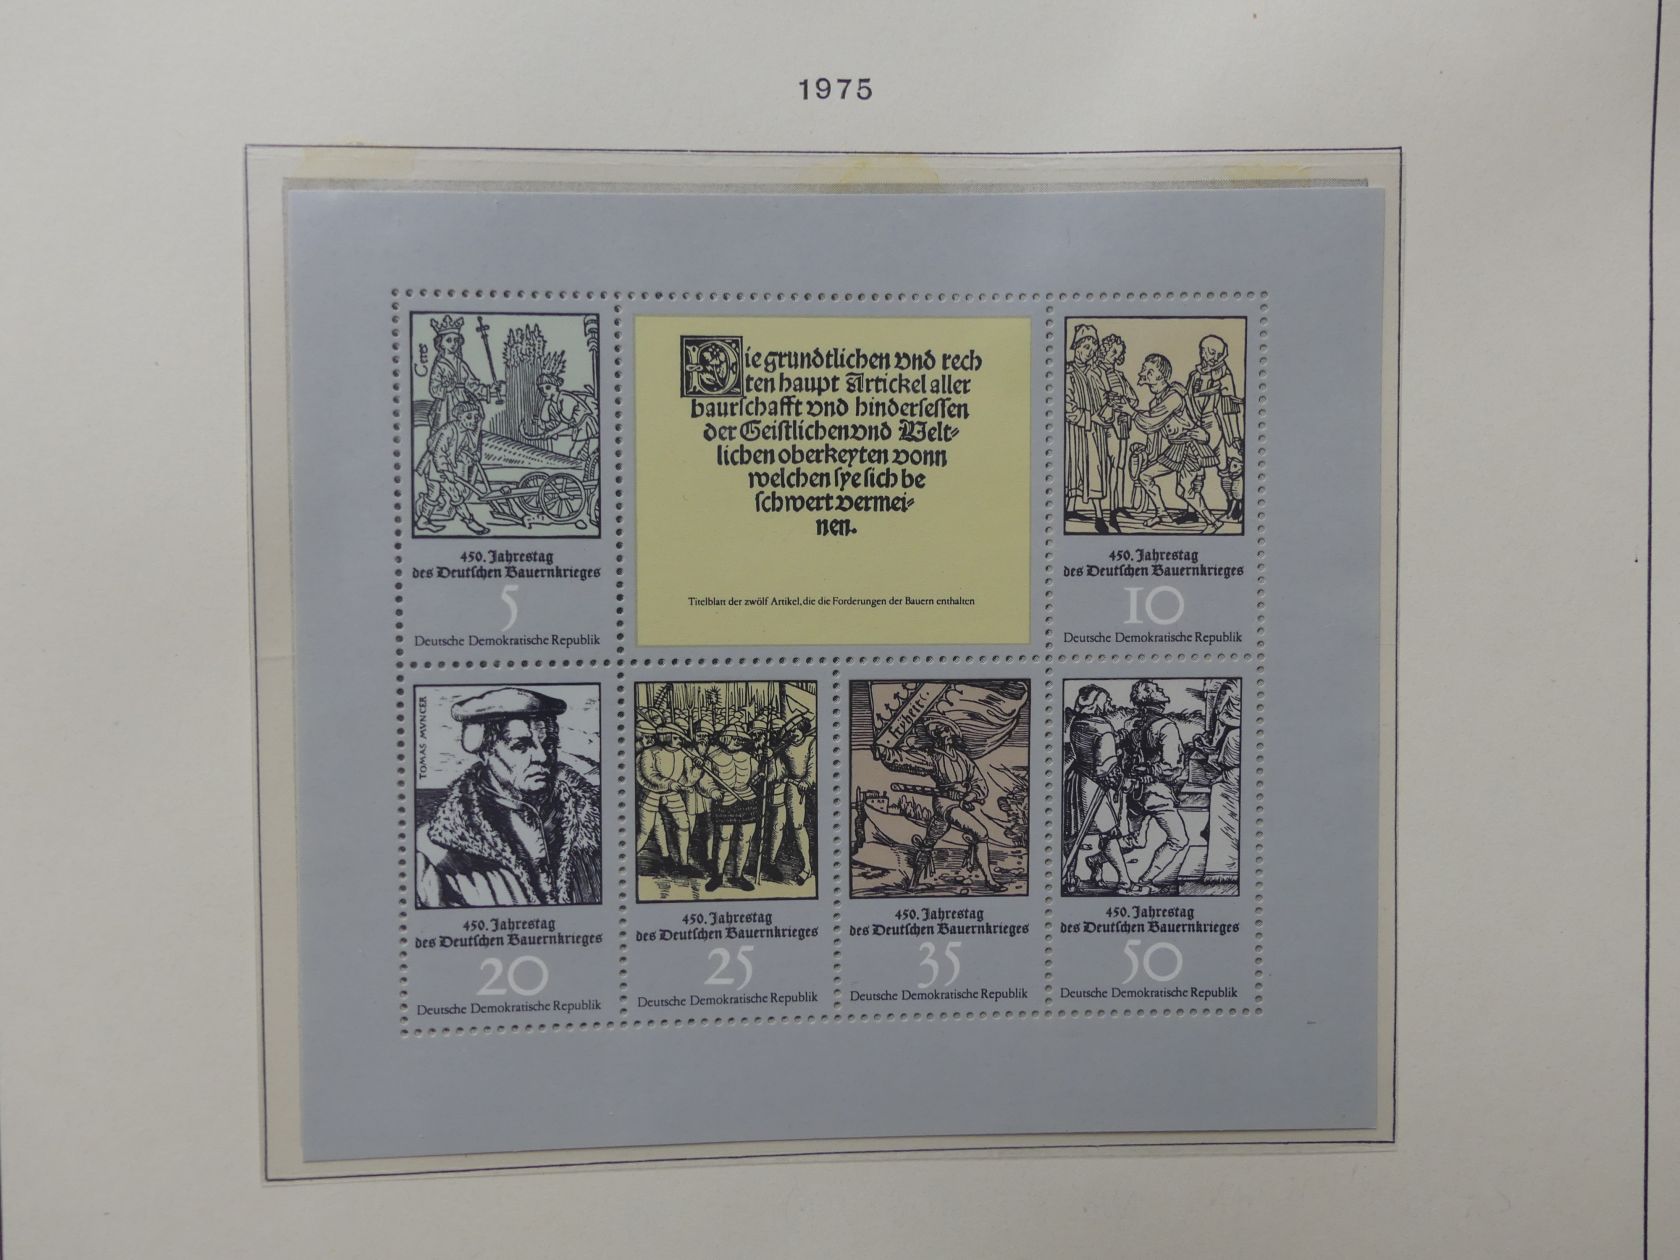 1975
Ceres
450. Jahrestag
des Deutschen Bauernkrieges
5
Deutsche Demokratische Republik
Die grundtlichen vnd rech
ten haupt Artickel aller
baurschafft vnd hindersessen
der Geistlichen vnd Welt-
lichen oberkeyten vonn
welchen sye sich be
schwert vermei-
nen.
Titelblatt der zwölf Artikel, die die Forderungen der Bauern enthalten
450. Jahrestag
des Deutschen Bauernkrieges
10
Deutsche Demokratische Republik
TOMAS MVNCER
450. Jahrestag
des Deutschen Bauernkrieges
20
Deutsche Demokratische Republik
450. Jahrestag
des Deutschen Bauernkrieges
25
Deutsche Demokratische Republik
fröheit
450. Jahrestag
des Deutschen Bauernkrieges
35
Deutsche Demokratische Republik
450. Jahrestag
des Deutschen Bauernkrieges
50
Deutsche Demokratische Republik